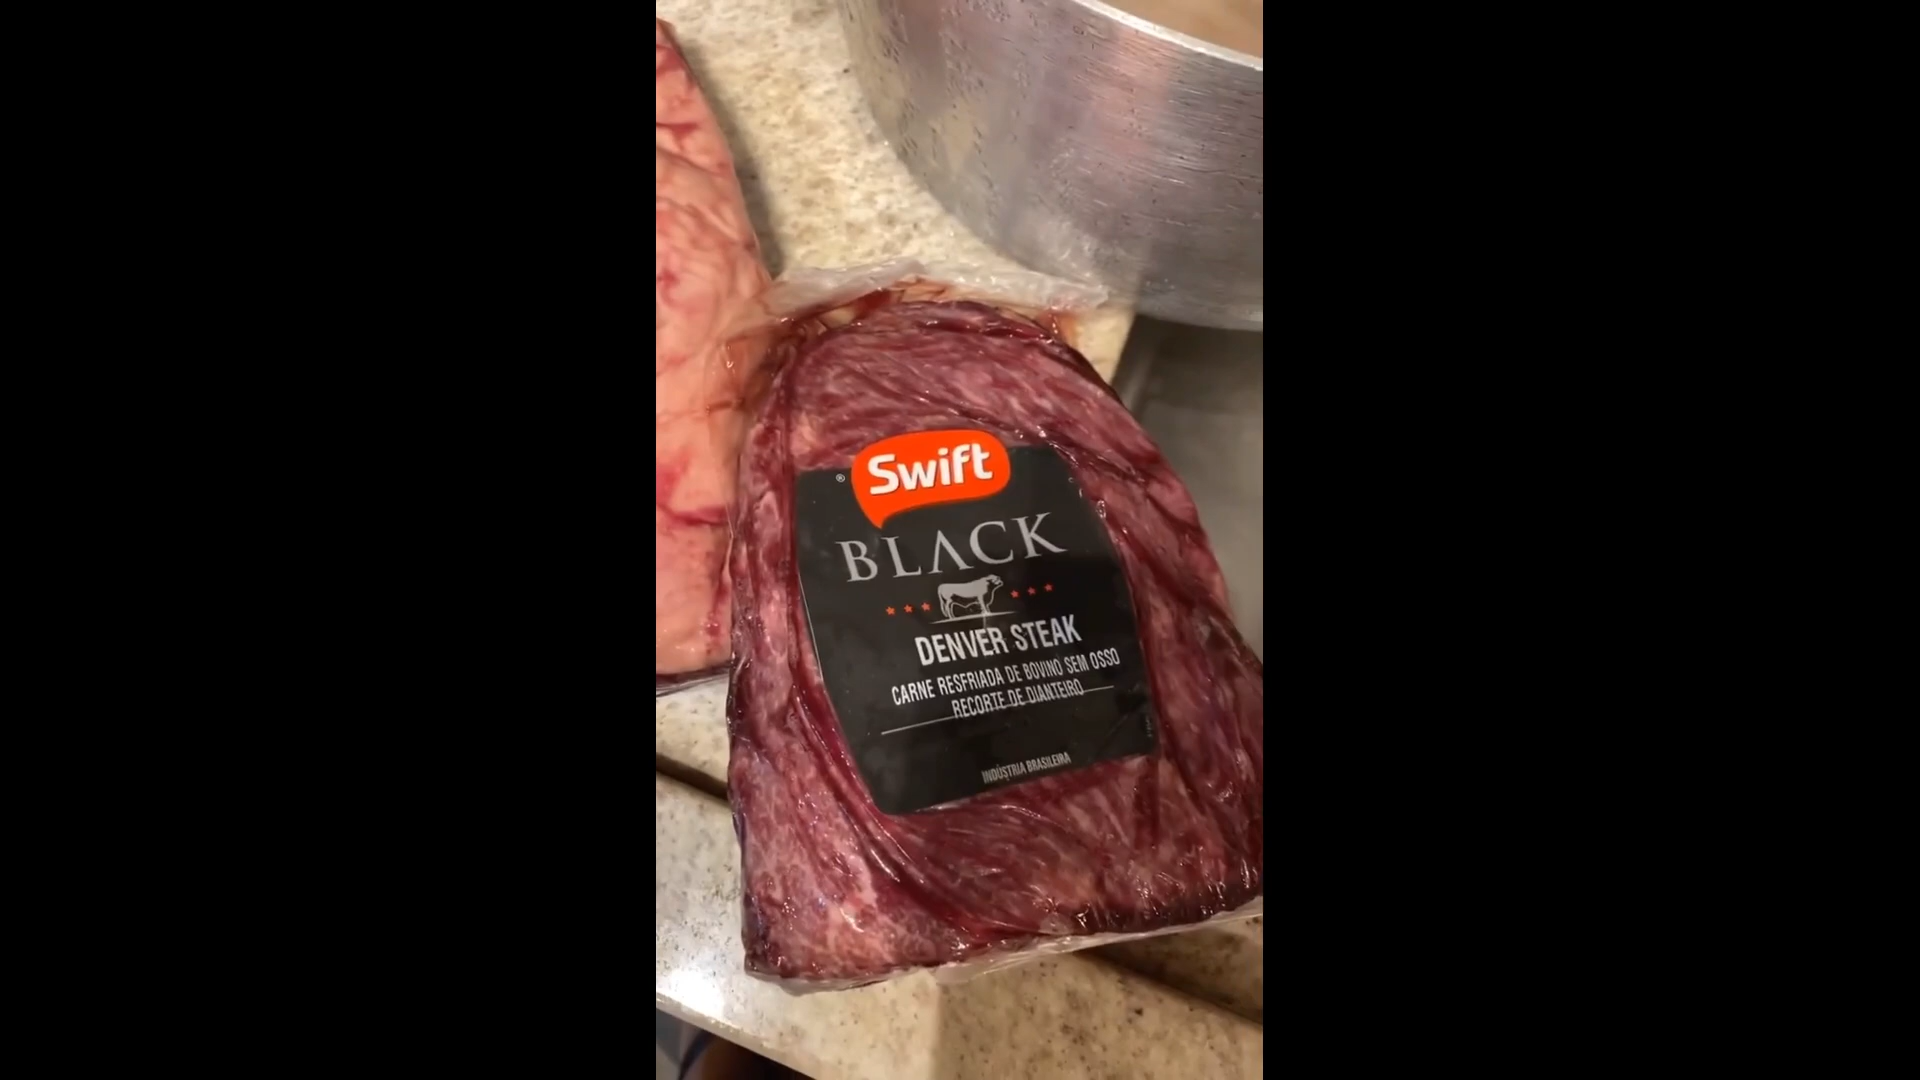 Swift
®
BLACK
DENVER STEAK
CARNE RESFRIADA DE BOVINO SEM OSSO
RECORTE DE DIANTEIRO
INDÚSTRIA BRASILEIRA